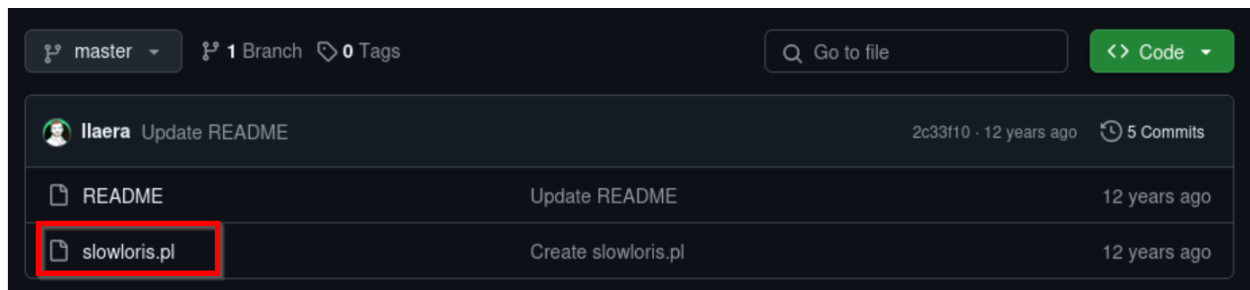 master 1 Branch 0 Tags Go to file <> Code
llaera Update README 2c33f10 · 12 years ago 5 Commits
README Update README 12 years ago
slowloris.pl Create slowloris.pl 12 years ago